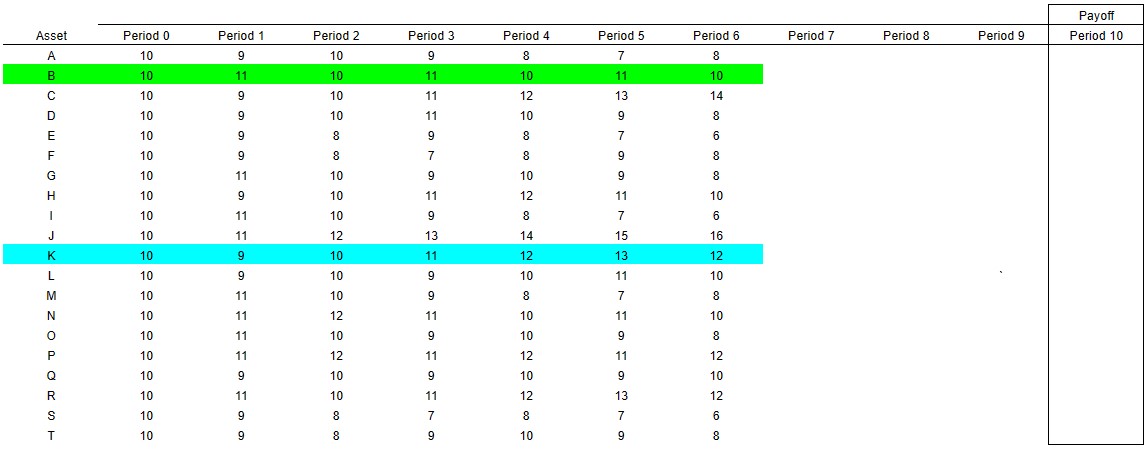 Payoff
Asset Period 0 Period 1 Period 2 Period 3 Period 4 Period 5 Period 6 Period 7 Period 8 Period 9 Period 10
A 10 9 10 9 8 7 8
B 10 11 10 11 10 11 10
C 10 9 10 11 12 13 14
D 10 9 10 11 10 9 8
E 10 9 8 9 8 7 6
F 10 9 8 7 8 9 8
G 10 11 10 9 10 9 8
H 10 9 10 11 12 11 10
I 10 11 10 9 8 7 6
J 10 11 12 13 14 15 16
K 10 9 10 11 12 13 12
L 10 9 10 9 10 11 10 `
M 10 11 10 9 8 7 8
N 10 11 12 11 10 11 10
O 10 11 10 9 10 9 8
P 10 11 12 11 12 11 12
Q 10 9 10 9 10 9 10
R 10 11 10 11 12 13 12
S 10 9 8 7 8 7 6
T 10 9 8 9 10 9 8